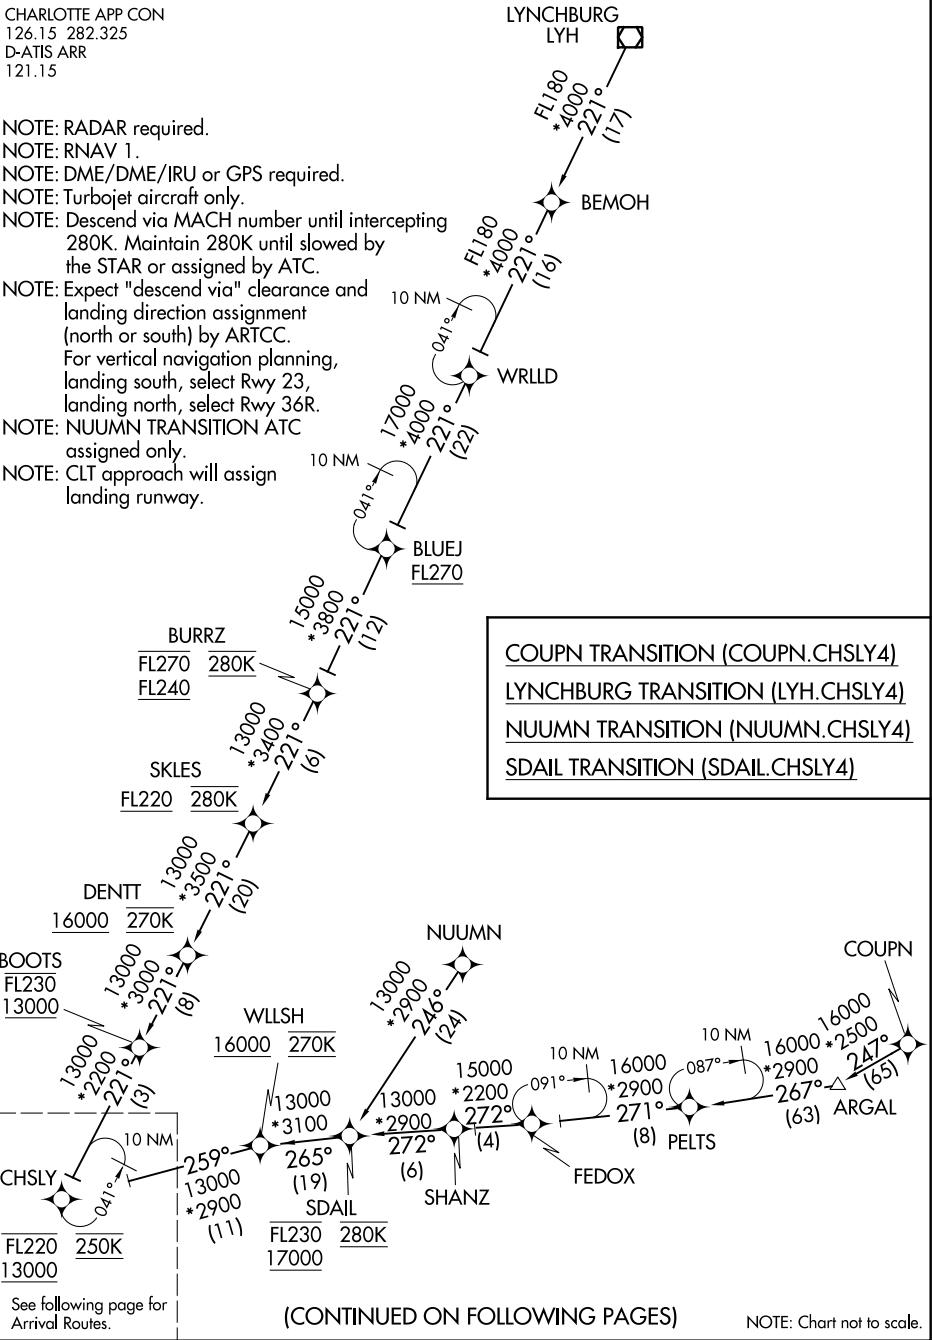 CHARLOTTE APP CON
126.15 282.325
D-ATIS ARR
121.15
LYNCHBURG
LYH
NOTE: RADAR required.
NOTE: RNAV 1.
NOTE: DME/DME/IRU or GPS required.
NOTE: Turbojet aircraft only.
NOTE: Descend via MACH number until intercepting
280K. Maintain 280K until slowed by
the STAR or assigned by ATC.
NOTE: Expect "descend via" clearance and
landing direction assignment
(north or south) by ARTCC.
For vertical navigation planning,
landing south, select Rwy 23,
landing north, select Rwy 36R.
NOTE: NUUMN TRANSITION ATC
assigned only.
NOTE: CLT approach will assign
landing runway.
FL180
*4000
221°
(17)
BEMOH
FL180
*4000
221°
(16)
10 NM
041°
WRLLD
17000
*4000
221°
(22)
10 NM
041°
BLUEJ
FL270
15000
*3800
221°
(12)
BURRZ
FL270 280K
FL240
13000
*3400
221°
(6)
SKLES
FL220 280K
13000
*3500
221°
(20)
DENTT
16000 270K
13000
*3000
221°
(8)
BOOTS
FL230
13000
13000
*2200
221°
(3)
10 NM
041°
CHSLY
FL220 250K
13000
See following page for
Arrival Routes.
COUPN TRANSITION (COUPN.CHSLY4)
LYNCHBURG TRANSITION (LYH.CHSLY4)
NUUMN TRANSITION (NUUMN.CHSLY4)
SDAIL TRANSITION (SDAIL.CHSLY4)
NUUMN
13000
*2900
246°
(24)
COUPN
16000
*2500
247°
(65)
ARGAL
16000
*2900
267°
(63)
10 NM
087°
PELTS
16000
*2900
271°
(8)
10 NM
091°
FEDOX
15000
*2200
272°
(4)
SHANZ
13000
*2900
272°
(6)
SDAIL
FL230 280K
17000
13000
*3100
265°
(19)
WLLSH
16000 270K
259°
13000
*2900
(11)
(CONTINUED ON FOLLOWING PAGES)
NOTE: Chart not to scale.